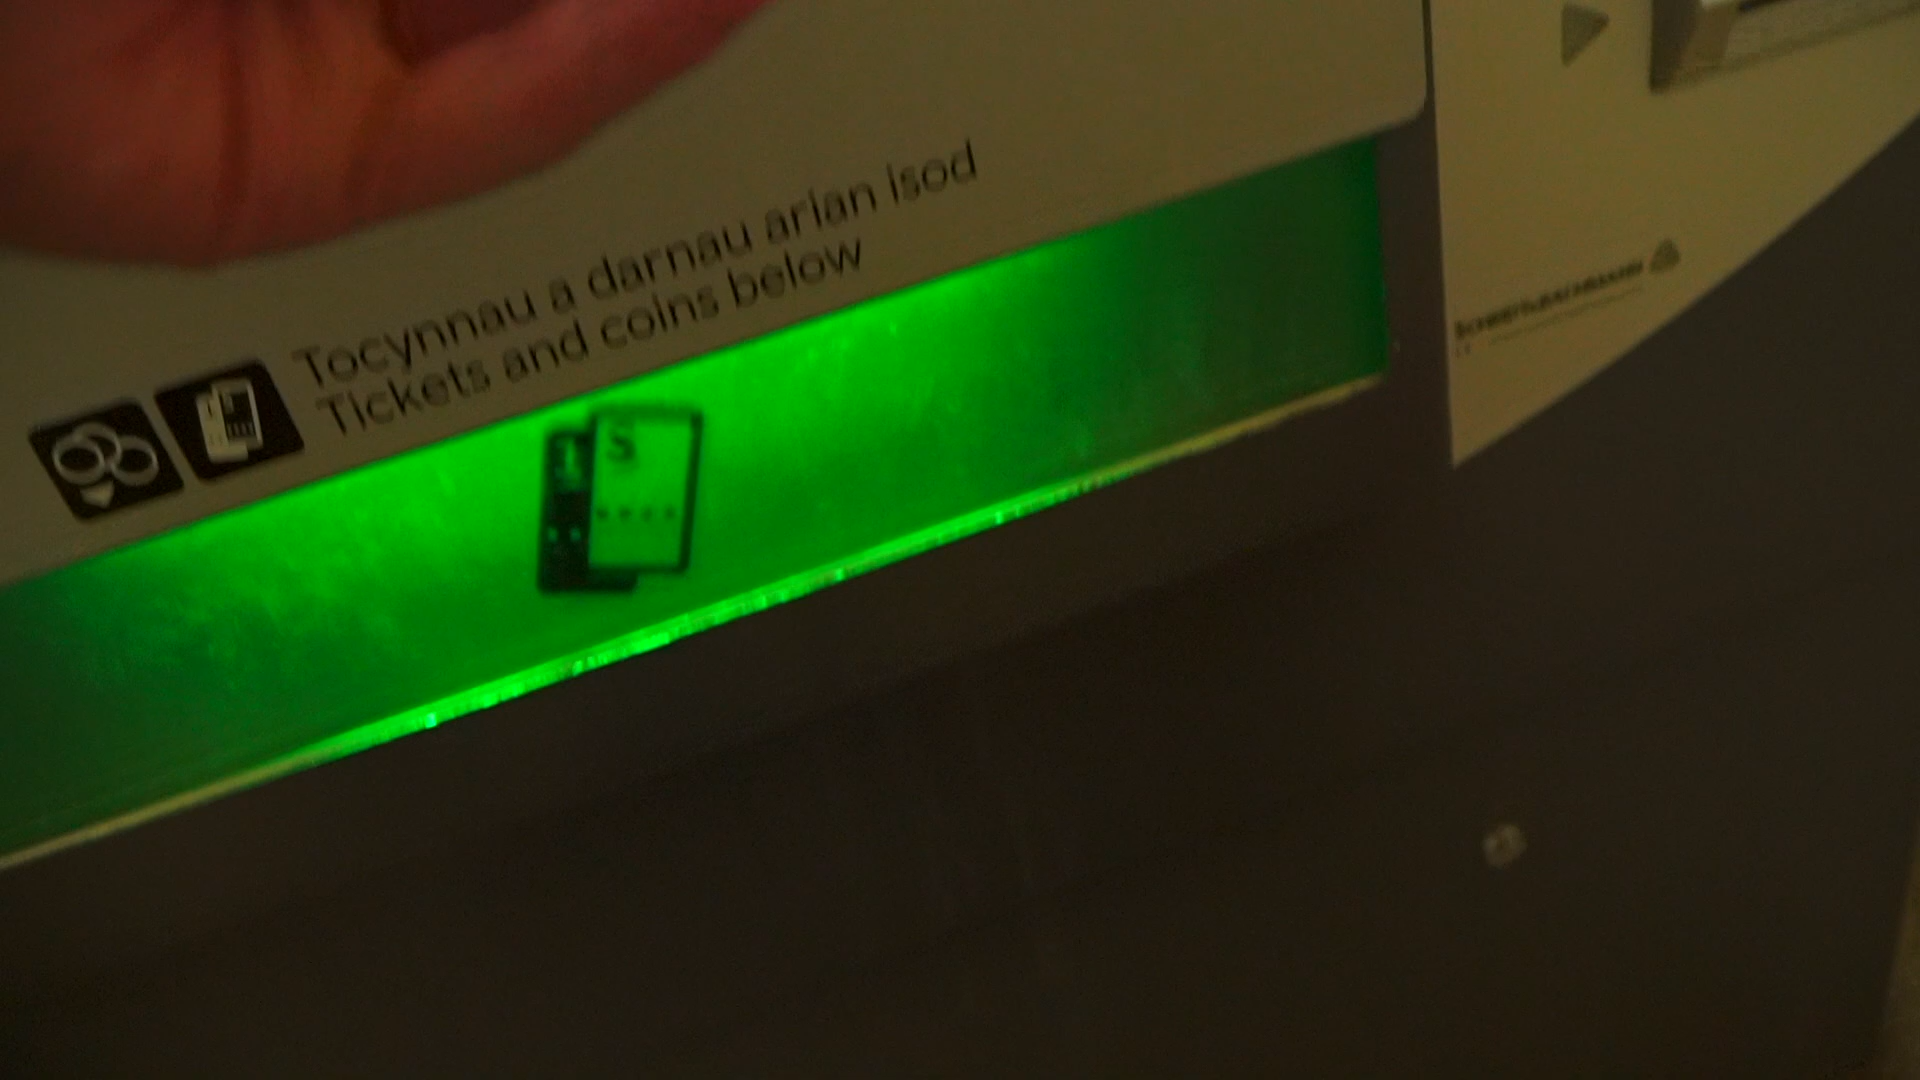 Tocynnau a darnau arian isod
Tickets and coins below
S